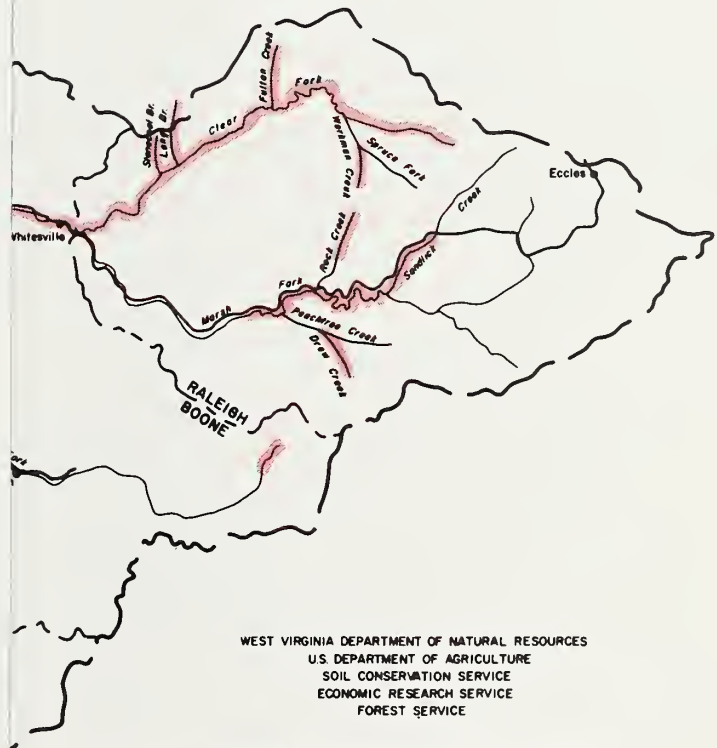 Fulton Creek
Fork
Clear
Stonecoal Br.
Workman Creek
Spruce Fork
Eccles
Creek
Whitesville
Rock Creek
Fork
Sandlick
Marsh
Peachtree Creek
Drew Creek
RALEIGH
BOONE
WEST VIRGINIA DEPARTMENT OF NATURAL RESOURCES
U.S. DEPARTMENT OF AGRICULTURE
SOIL CONSERVATION SERVICE
ECONOMIC RESEARCH SERVICE
FOREST SERVICE